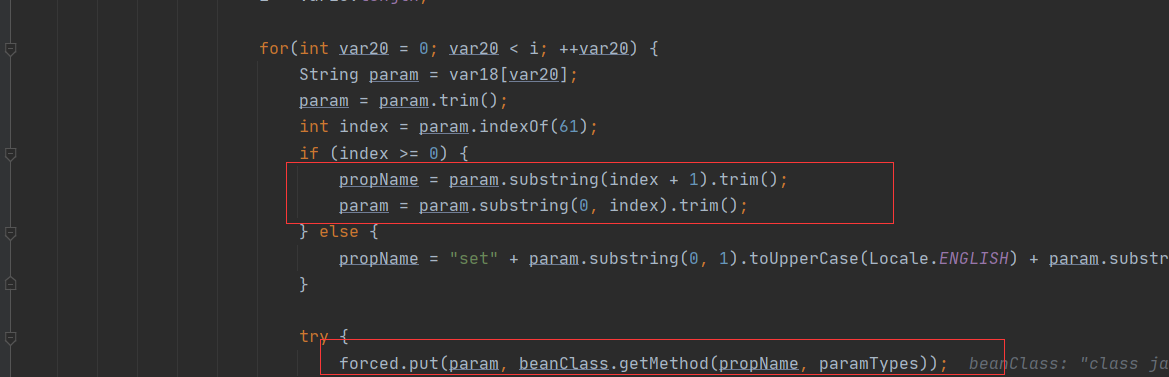 for(int var20 = 0; var20 < i; ++var20) {
String param = var18[var20];
param = param.trim();
int index = param.indexOf(61);
if (index >= 0) {
propName = param.substring(index + 1).trim();
param = param.substring(0, index).trim();
} else {
propName = "set" + param.substring(0, 1).toUpperCase(Locale.ENGLISH) + param.substr
}
try {
forced.put(param, beanClass.getMethod(propName, paramTypes)); beanClass: "class ja